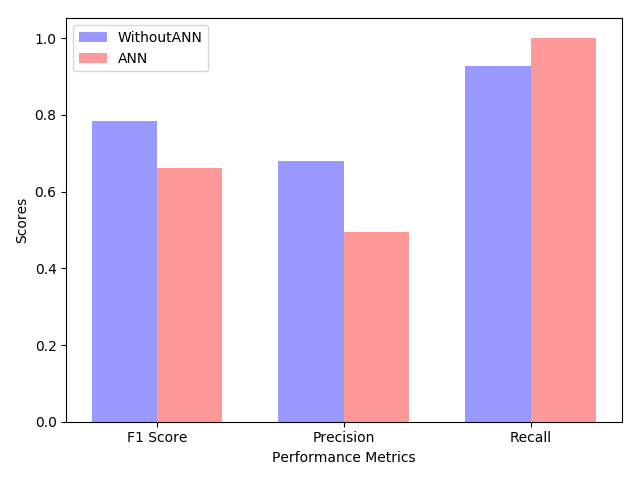 WithoutANN
ANN
1.0
0.8
0.6
0.4
0.2
0.0
Scores
F1 Score
Precision
Recall
Performance Metrics